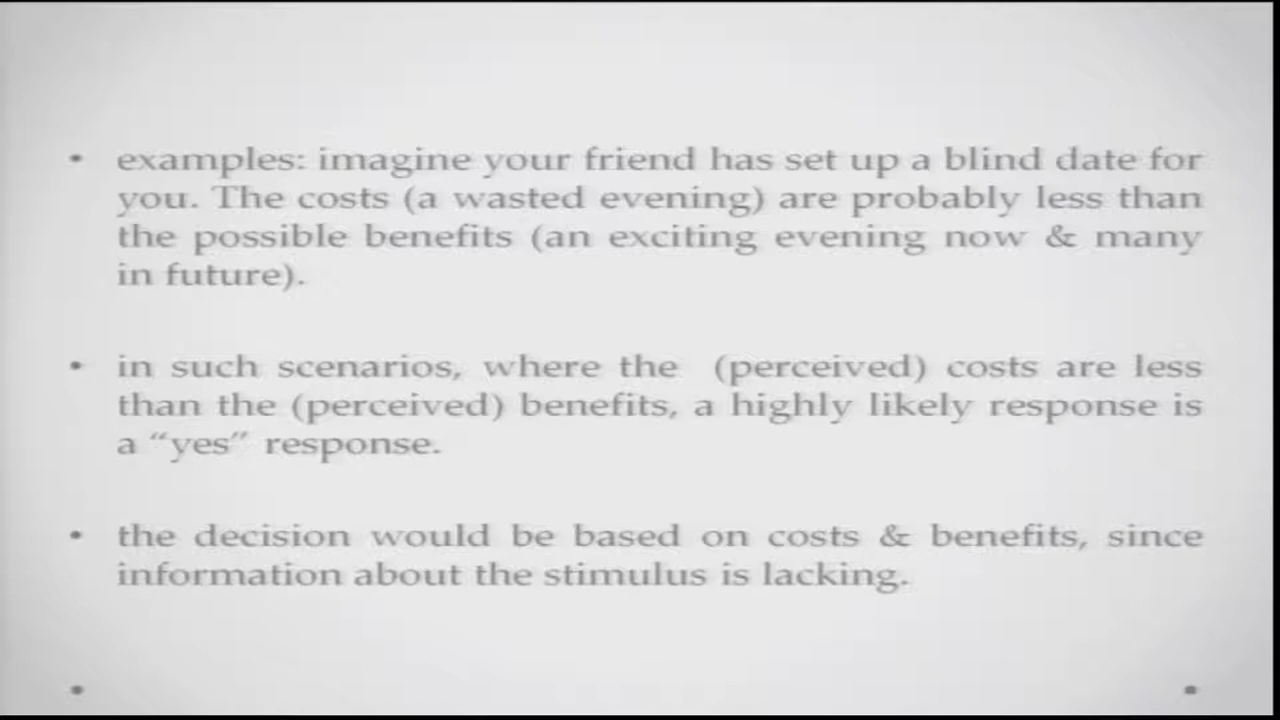 • examples: imagine your friend has set up a blind date for
you. The costs (a wasted evening) are probably less than
the possible benefits (an exciting evening now & many
in future).
• in such scenarios, where the (perceived) costs are less
than the (perceived) benefits, a highly likely response is
a “yes” response.
• the decision would be based on costs & benefits, since
information about the stimulus is lacking.